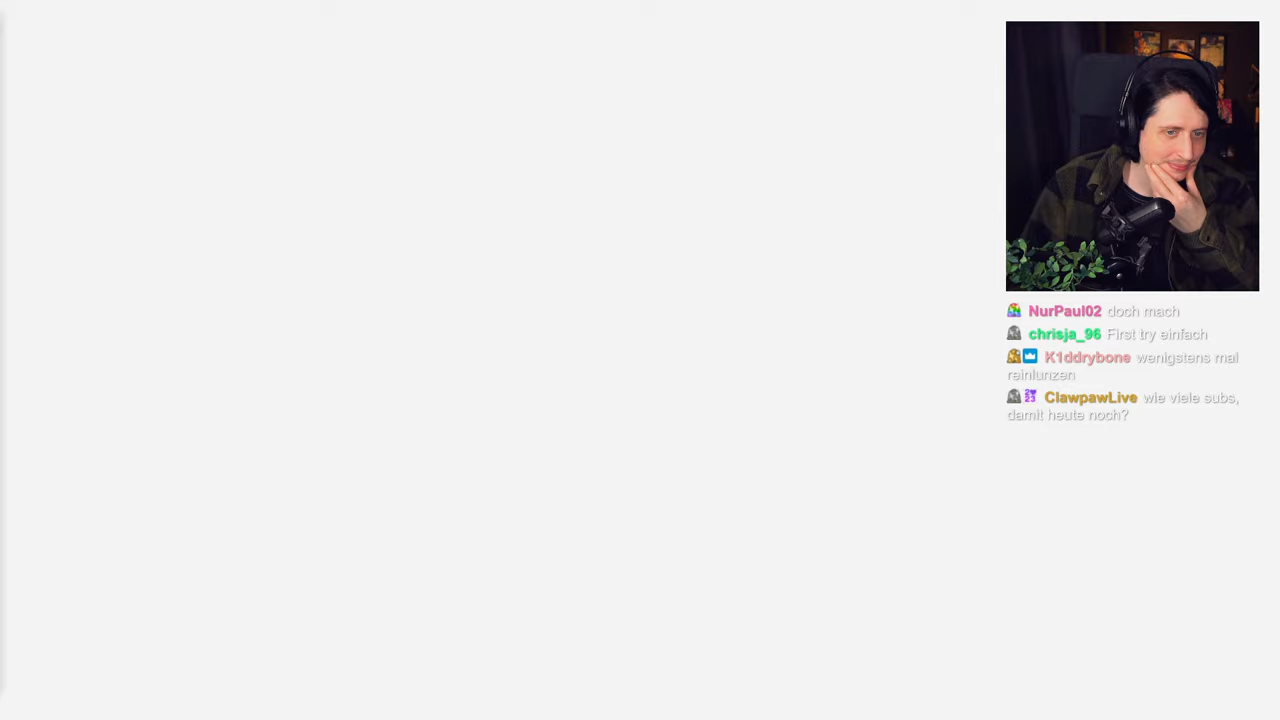 NurPaul02 doch mach
chrisja_96 First try einfach
K1ddrybone wenigstens mal
reinlunzen
ClawpawLive wie viele subs,
damit heute noch?